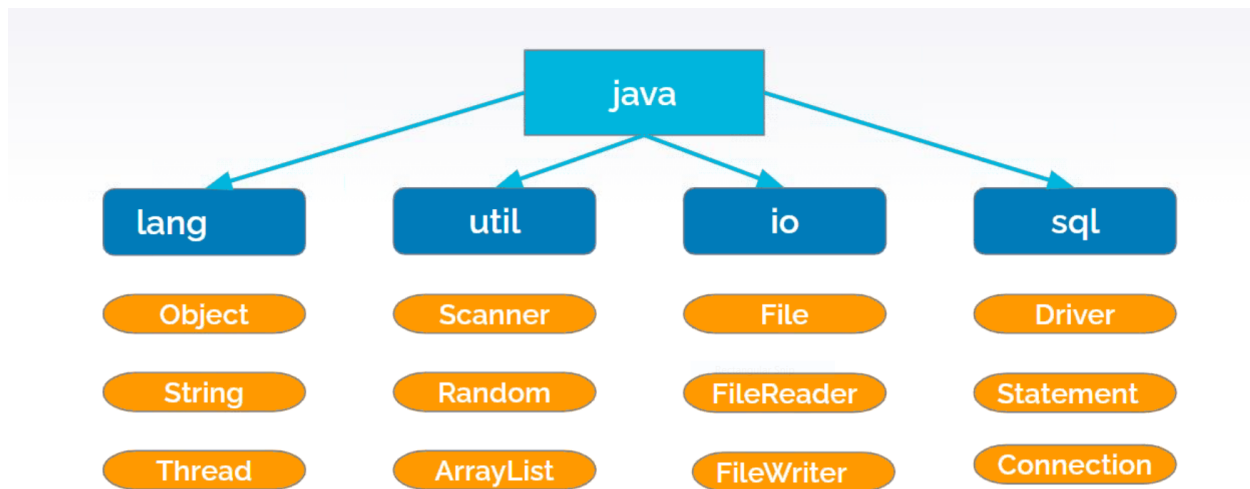 java
lang
util
io
sql
Object
Scanner
File
Driver
String
Random
FileReader
Statement
Thread
ArrayList
FileWriter
Connection